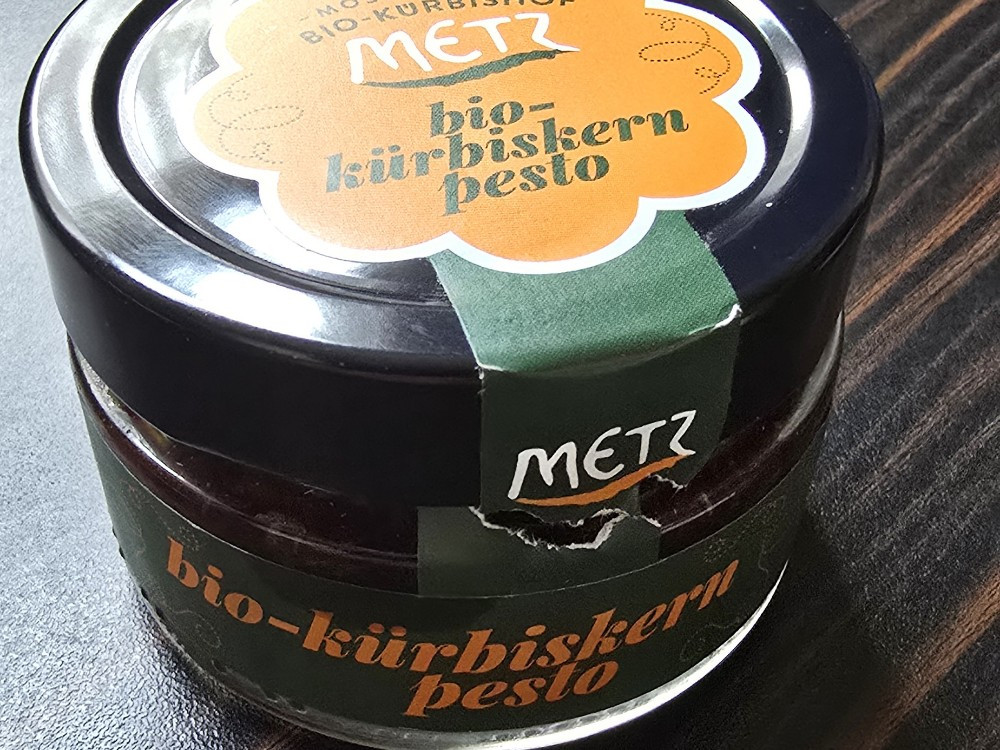 BIO-KÜRBISHOF
METZ
bio-
kürbiskern
pesto
METZ
bio-kürbiskern
pesto